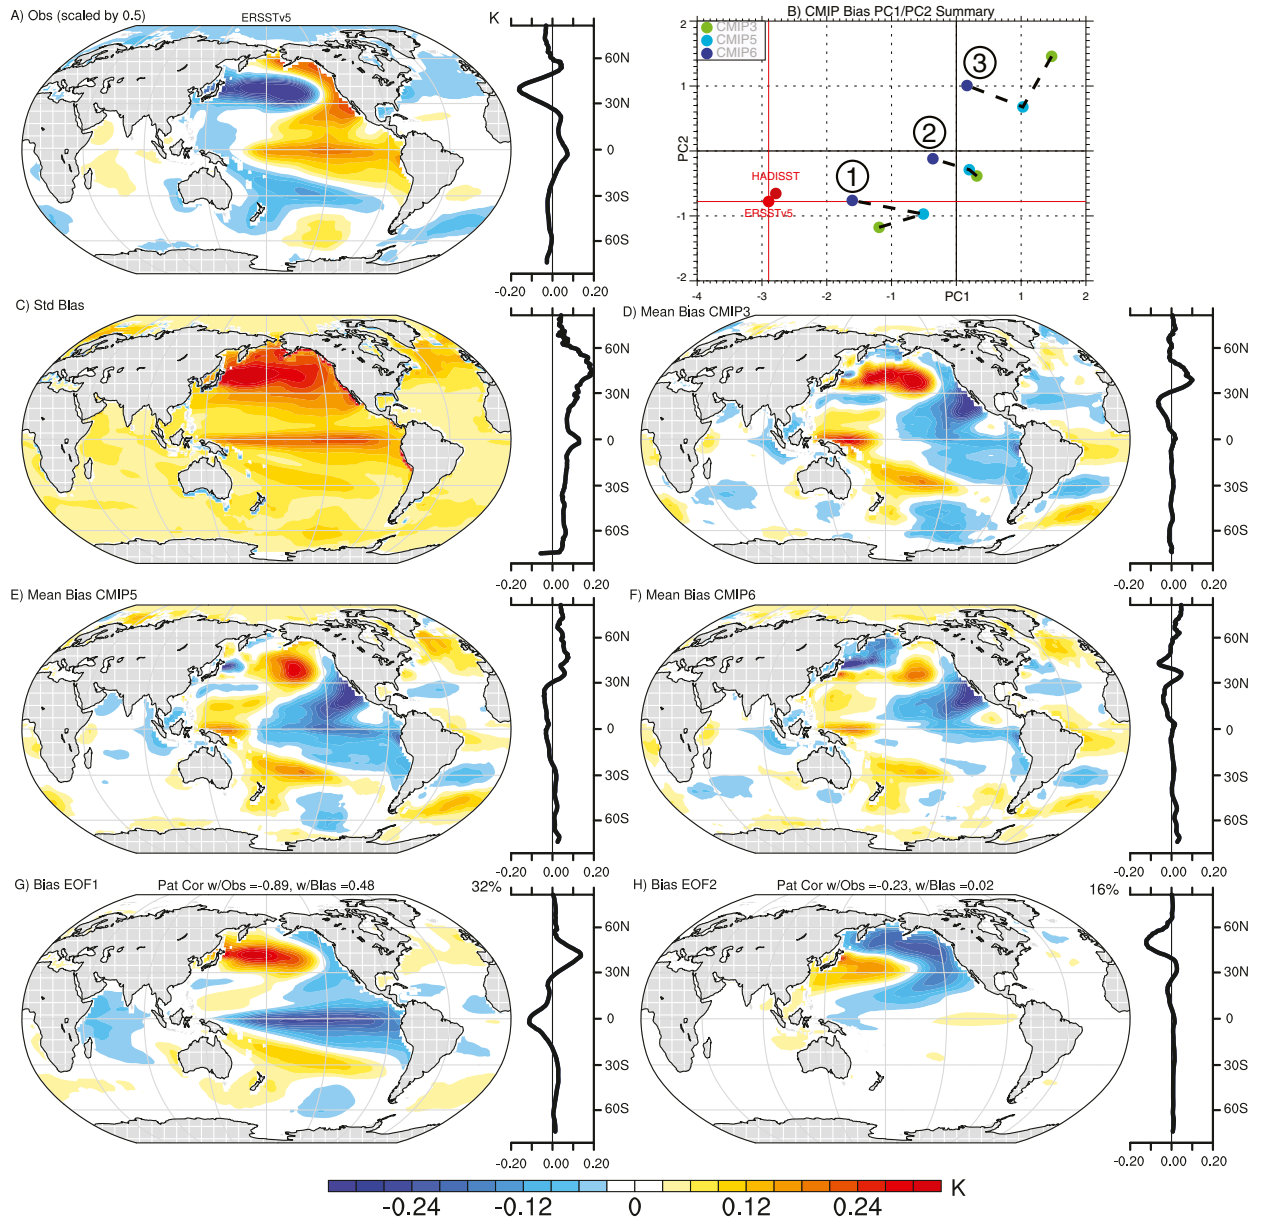 A) Obs (scaled by 0.5)
ERSSTv5
K
60N
30N
0
30S
60S
-0.20 0.00 0.20
B) CMIP Bias PC1/PC2 Summary
CMIP3
CMIP5
CMIP6
2
1
0
-1
-2
PC2
HADISST
ERSSTv5
1
2
3
-4 -3 -2 -1 PC1 1 2
C) Std BIas
60N
30N
0
30S
60S
-0.20 0.00 0.20
D) Mean Bias CMIP3
60N
30N
0
30S
60S
-0.20 0.00 0.20
E) Mean Bias CMIP5
60N
30N
0
30S
60S
-0.20 0.00 0.20
F) Mean Bias CMIP6
60N
30N
0
30S
60S
-0.20 0.00 0.20
G) Bias EOF1 Pat Cor w/Obs =-0.89, w/BIas =0.48 32%
60N
30N
0
30S
60S
-0.20 0.00 0.20
H) Bias EOF2 Pat Cor w/Obs =-0.23, w/BIas =0.02 16%
60N
30N
0
30S
60S
-0.20 0.00 0.20
K
-0.24 -0.12 0 0.12 0.24